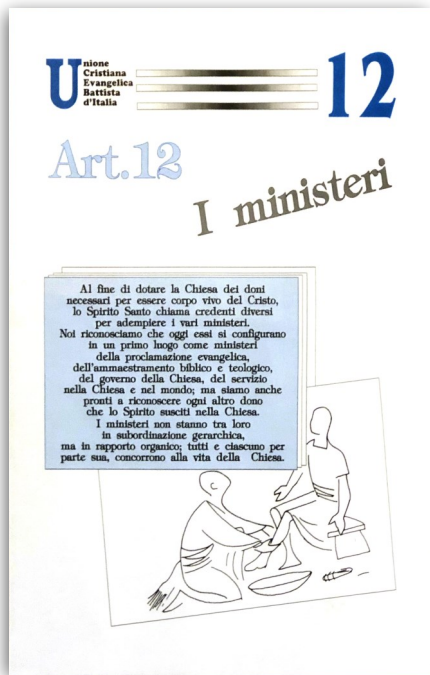 Unione
Cristiana
Evangelica
Battista
d'Italia
12
Art.12
I ministeri
Al fine di dotare la Chiesa dei doni
necessari per essere corpo vivo del Cristo,
lo Spirito Santo chiama credenti diversi
per adempiere i vari ministeri.
Noi riconosciamo che oggi essi si configurano
in un primo luogo come ministeri
della proclamazione evangelica,
dell'ammaestramento biblico e teologico,
del governo della Chiesa, del servizio
nella Chiesa e nel mondo; ma siamo anche
pronti a riconoscere ogni altro dono
che lo Spirito susciti nella Chiesa.
I ministeri non stanno tra loro
in subordinazione gerarchica,
ma in rapporto organico; tutti e ciascuno per
parte sua, concorrono alla vita della Chiesa.